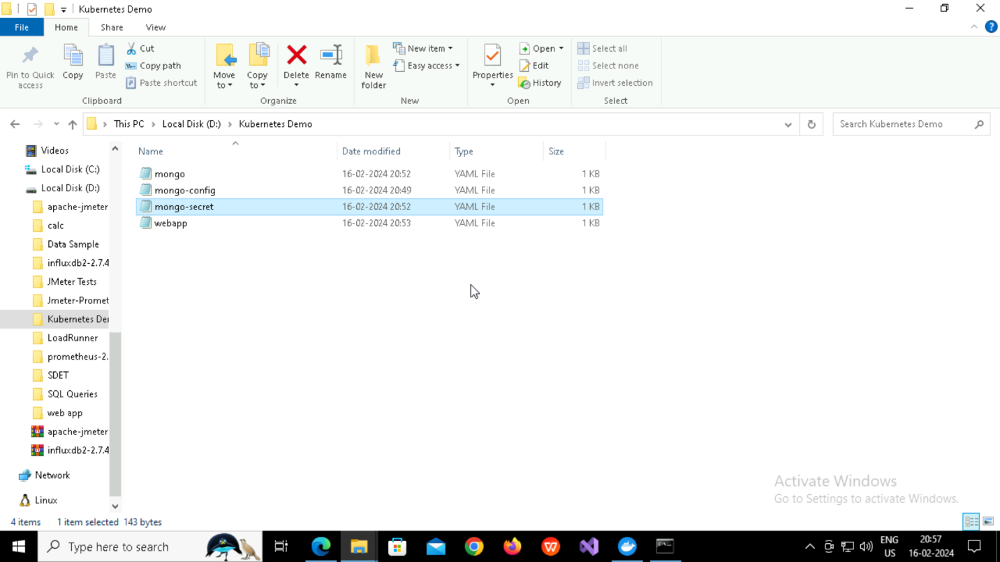 Kubernetes Demo
File Home Share View
Pin to Quick access
Copy
Paste
Cut
Copy path
Paste shortcut
Clipboard
Move to
Copy to
Delete
Rename
Organize
New folder
New item
Easy access
New
Properties
Open
Edit
History
Open
Select all
Select none
Invert selection
Select
This PC Local Disk (D:) Kubernetes Demo
Search Kubernetes Demo
Name Date modified Type Size
mongo 16-02-2024 20:52 YAML File 1 KB
mongo-config 16-02-2024 20:49 YAML File 1 KB
mongo-secret 16-02-2024 20:52 YAML File 1 KB
webapp 16-02-2024 20:53 YAML File 1 KB
Videos
Local Disk (C:)
Local Disk (D:)
apache-jmeter
calc
Data Sample
influxdb2-2.7.4
JMeter Tests
Jmeter-Promet
Kubernetes De
LoadRunner
prometheus-2.
SDET
SQL Queries
web app
apache-jmeter
influxdb2-2.7.4
Network
Linux
Activate Windows
Go to Settings to activate Windows.
4 items 1 item selected 143 bytes
Type here to search
ENG
US
20:57
16-02-2024